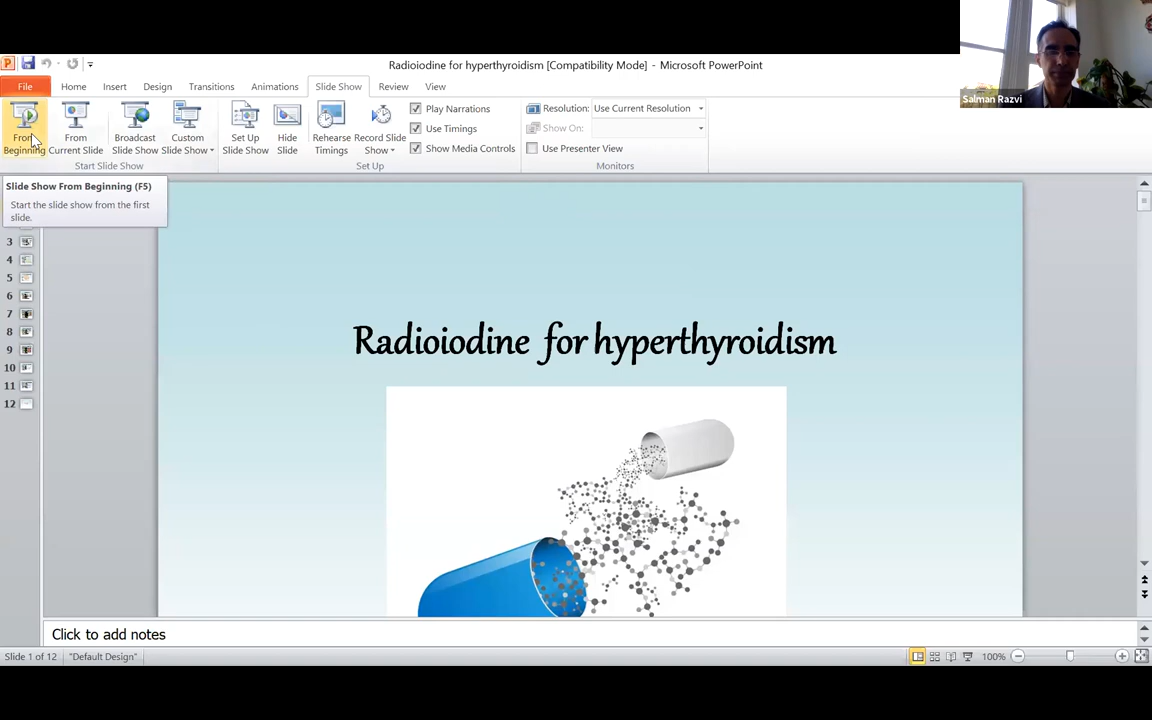 Radioiodine for hyperthyroidism [Compatibility Mode] - Microsoft PowerPoint
Salman Razvi
File Home Insert Design Transitions Animations Slide Show Review View
From Beginning
From Current Slide
Broadcast Slide Show
Custom Slide Show
Set Up Slide Show
Hide Slide
Rehearse Timings
Record Slide Show
Play Narrations
Use Timings
Show Media Controls
Resolution: Use Current Resolution
Show On:
Use Presenter View
Start Slide Show
Set Up
Monitors
Slide Show From Beginning (F5)
Start the slide show from the first
slide.
3
4
5
6
7
8
9
10
11
12
Radioiodine for hyperthyroidism
Click to add notes
Slide 1 of 12 "Default Design" 100%